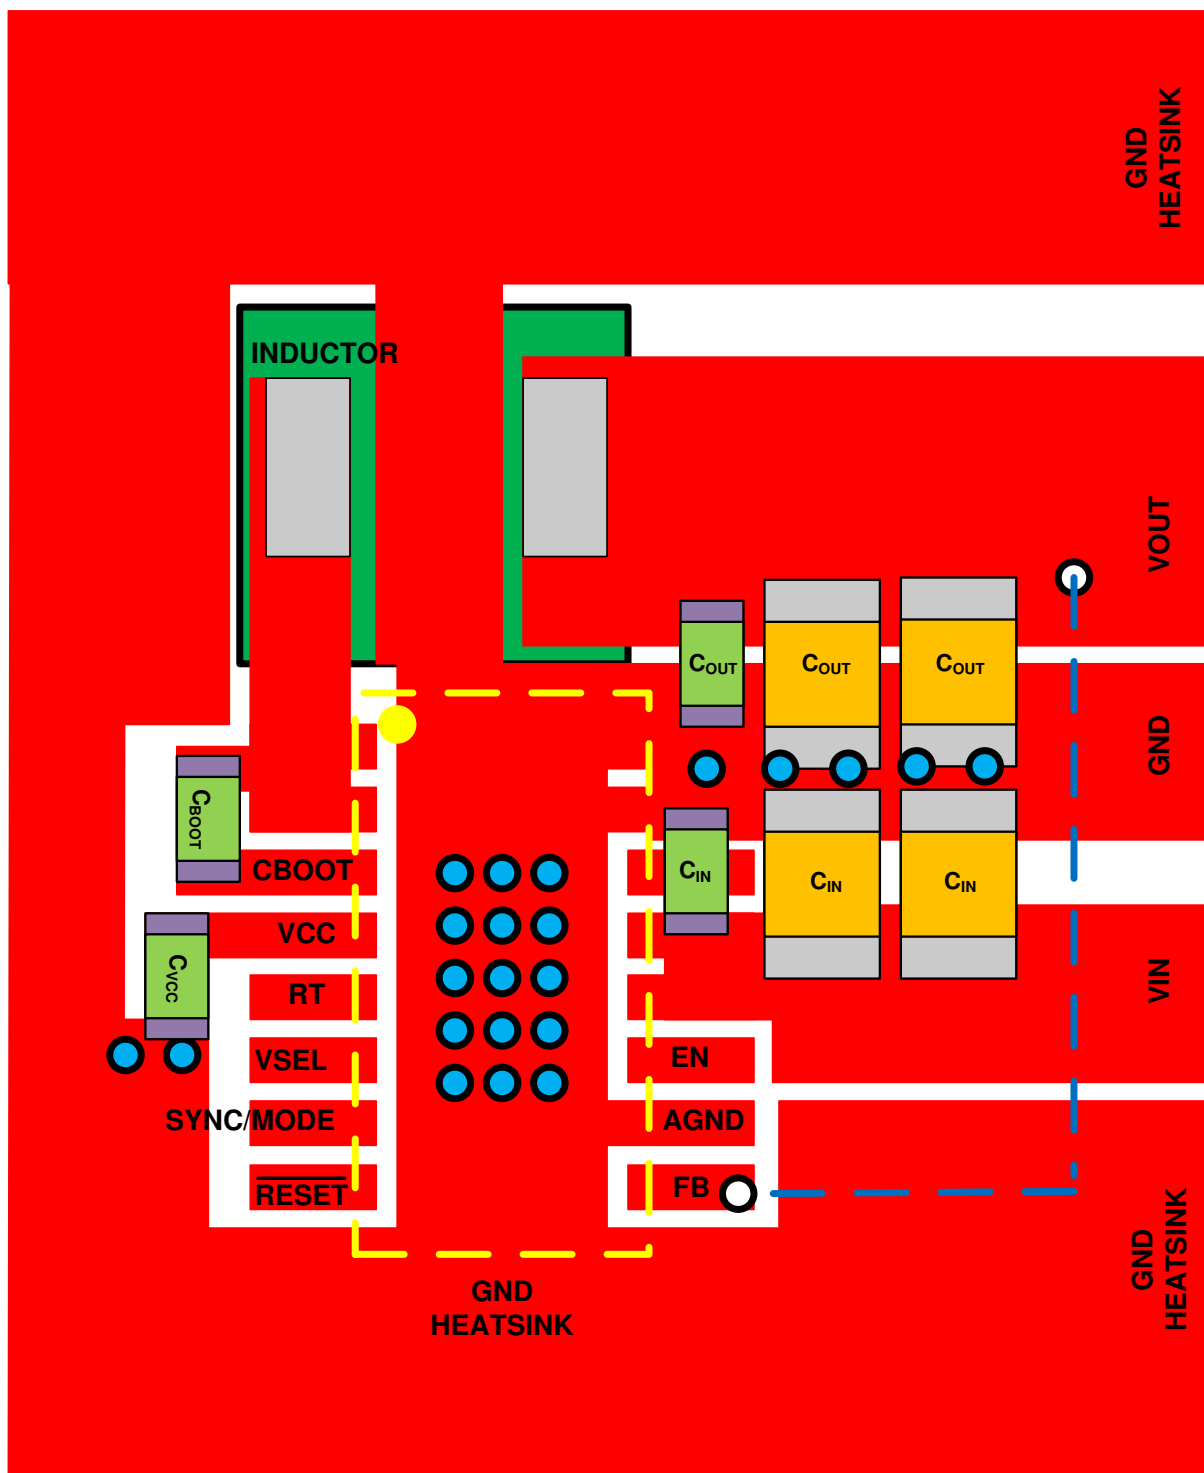 GND
HEATSINK
INDUCTOR
VOUT
COUT
COUT
COUT
GND
CBOOT
CBOOT
CIN
CIN
CIN
VCC
CVCC
RT
VIN
VSEL
EN
SYNC/MODE
AGND
RESET
FB
GND
HEATSINK
GND
HEATSINK